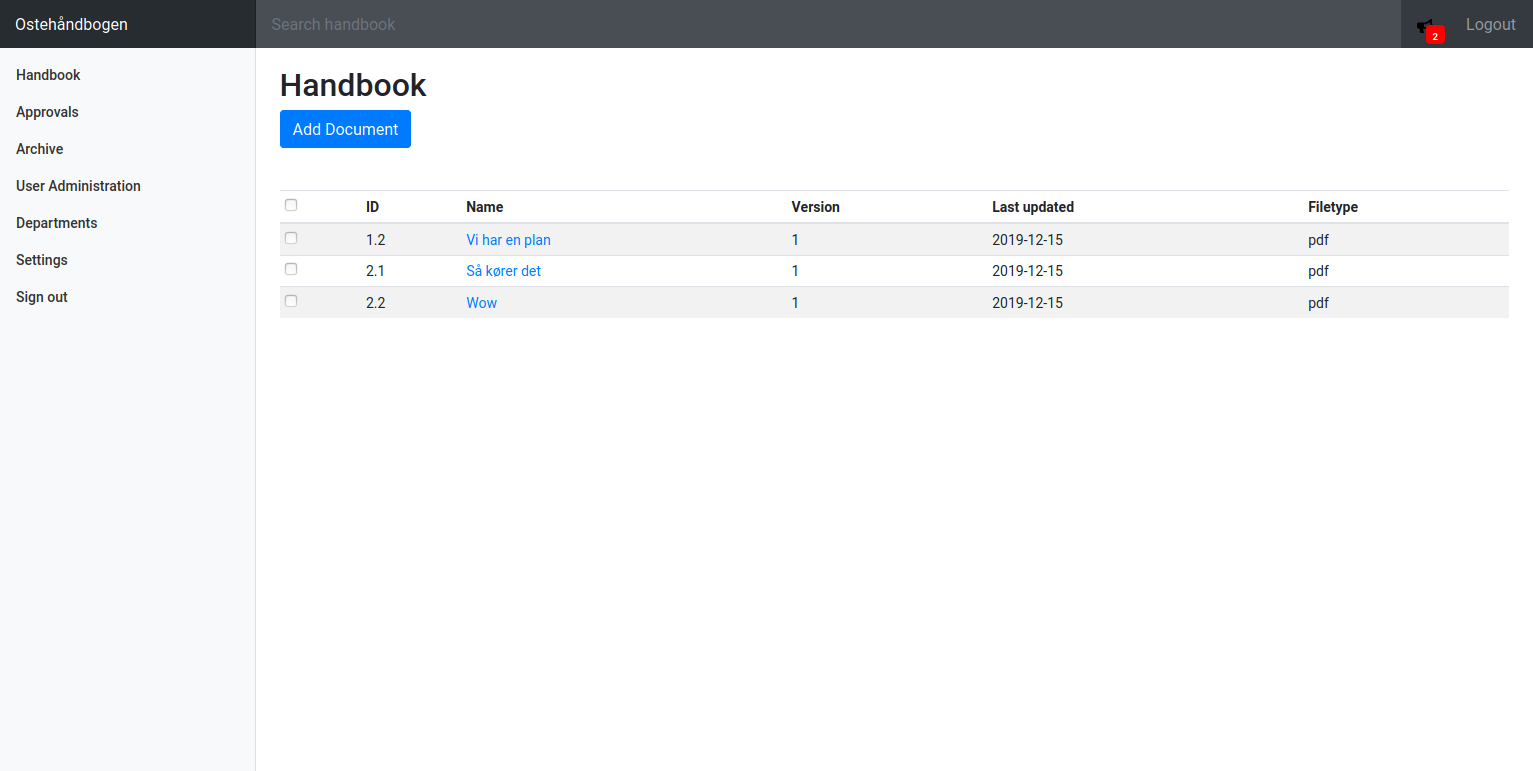 Ostehåndbogen Search handbook 2 Logout
Handbook
Approvals
Archive
User Administration
Departments
Settings
Sign out
Handbook
Add Document
ID Name Version Last updated Filetype
1.2 Vi har en plan 1 2019-12-15 pdf
2.1 Så kører det 1 2019-12-15 pdf
2.2 Wow 1 2019-12-15 pdf